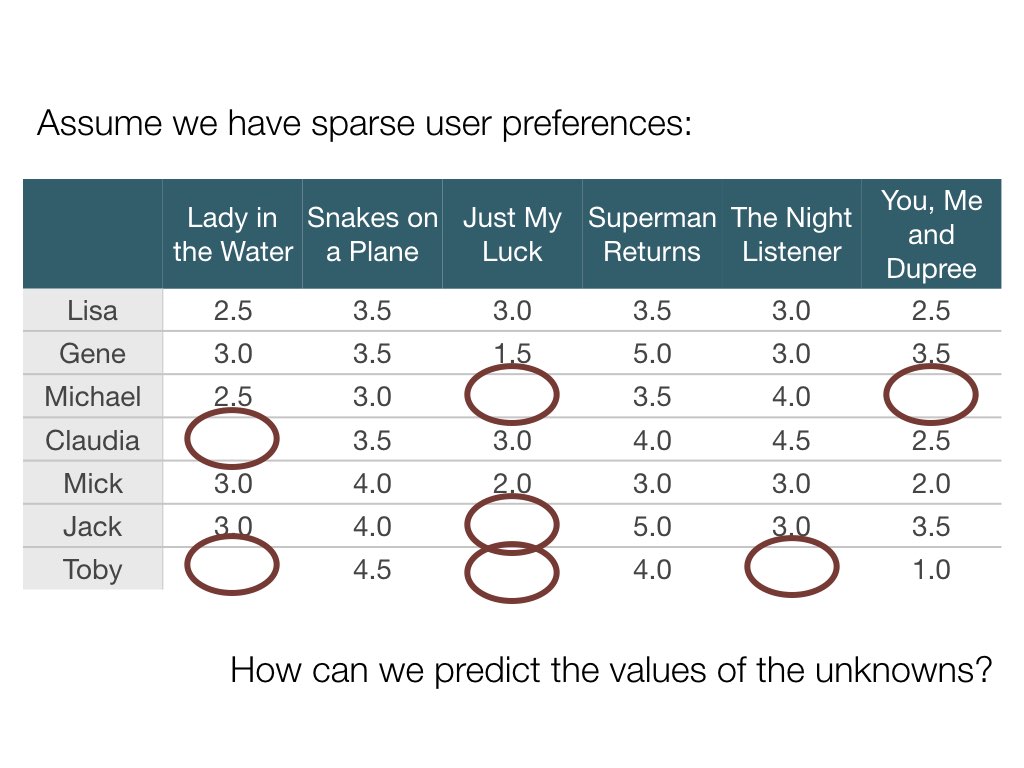 Assume we have sparse user preferences:
Lady in the Water Snakes on a Plane Just My Luck Superman Returns The Night Listener You, Me and Dupree
Lisa 2.5 3.5 3.0 3.5 3.0 2.5
Gene 3.0 3.5 1.5 5.0 3.0 3.5
Michael 2.5 3.0 3.5 4.0
Claudia 3.5 3.0 4.0 4.5 2.5
Mick 3.0 4.0 2.0 3.0 3.0 2.0
Jack 3.0 4.0 5.0 3.0 3.5
Toby 4.5 4.0 1.0
How can we predict the values of the unknowns?